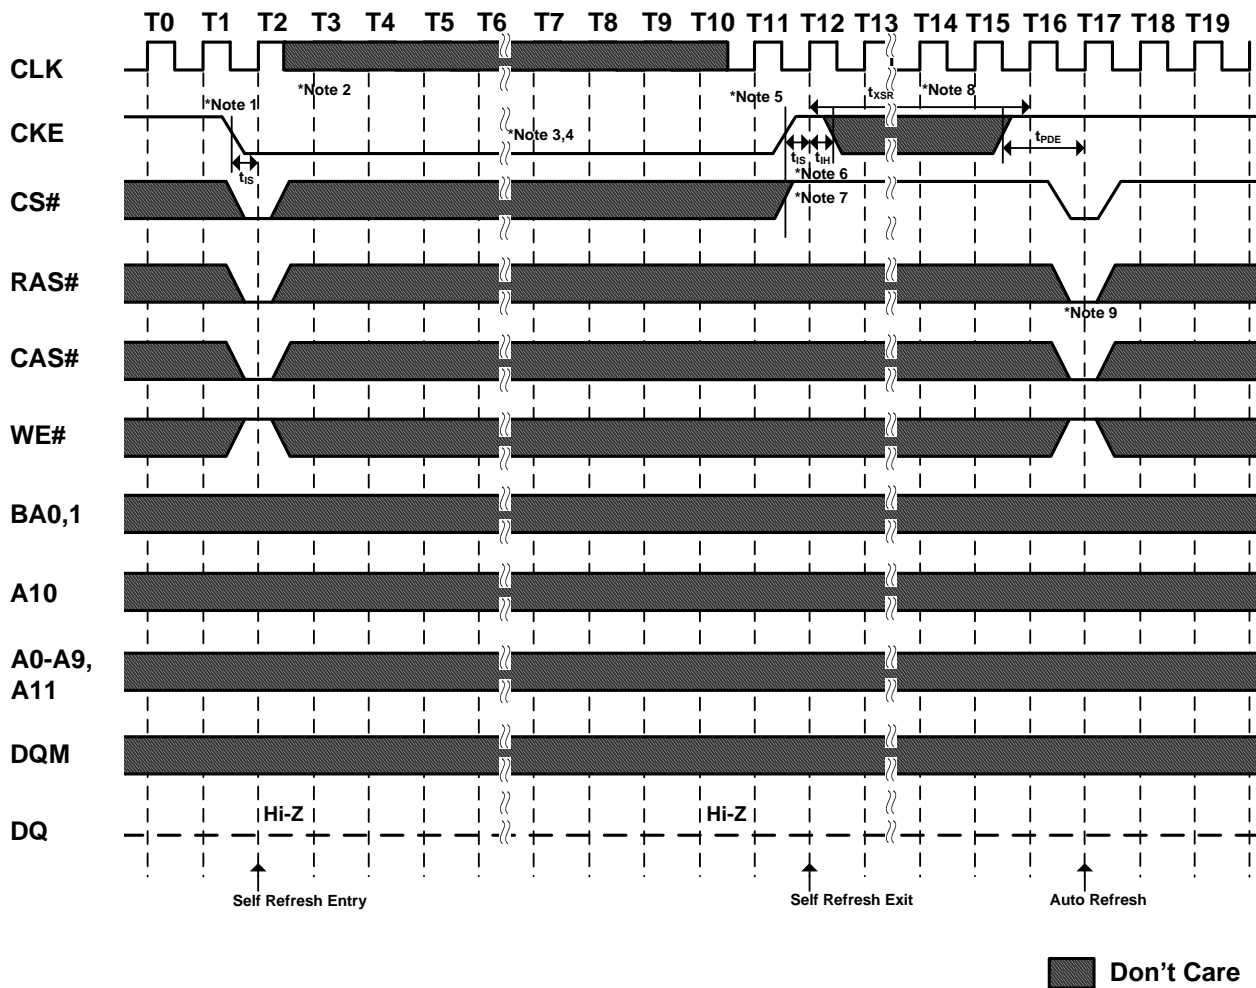 T0 T1 T2 T3 T4 T5 T6 T7 T8 T9 T10 T11 T12 T13 T14 T15 T16 T17 T18 T19
CLK
*Note 2
*Note 1 *Note 5 tXSR *Note 8
CKE *Note 3,4 tPDE
tIS tIS tIH
*Note 6
CS# *Note 7
RAS#
*Note 9
CAS#
WE#
BA0,1
A10
A0-A9,
A11
DQM
Hi-Z Hi-Z
DQ
Self Refresh Entry Self Refresh Exit Auto Refresh
Don't Care